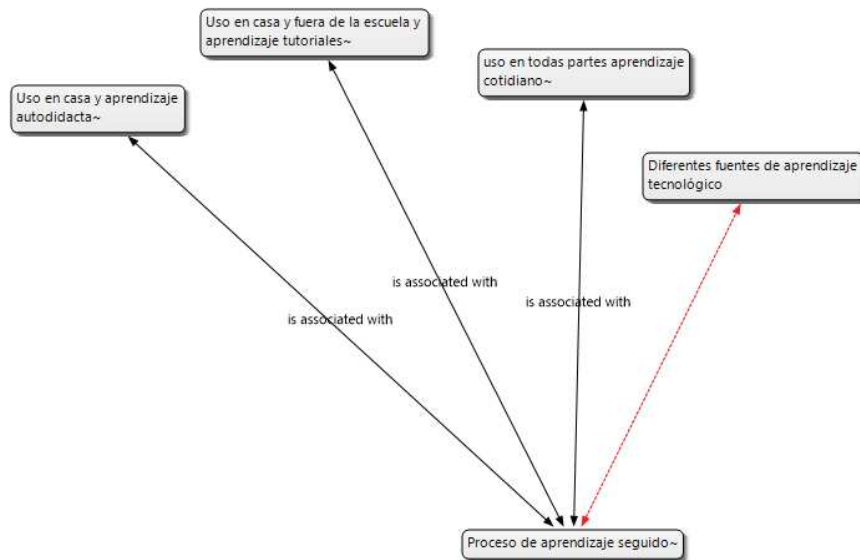 Uso en casa y fuera de la escuela y
aprendizaje tutoriales~
uso en todas partes aprendizaje
cotidiano~
Uso en casa y aprendizaje
autodidacta~
Diferentes fuentes de aprendizaje
tecnológico
is associated with
is associated with
is associated with
Proceso de aprendizaje seguido~